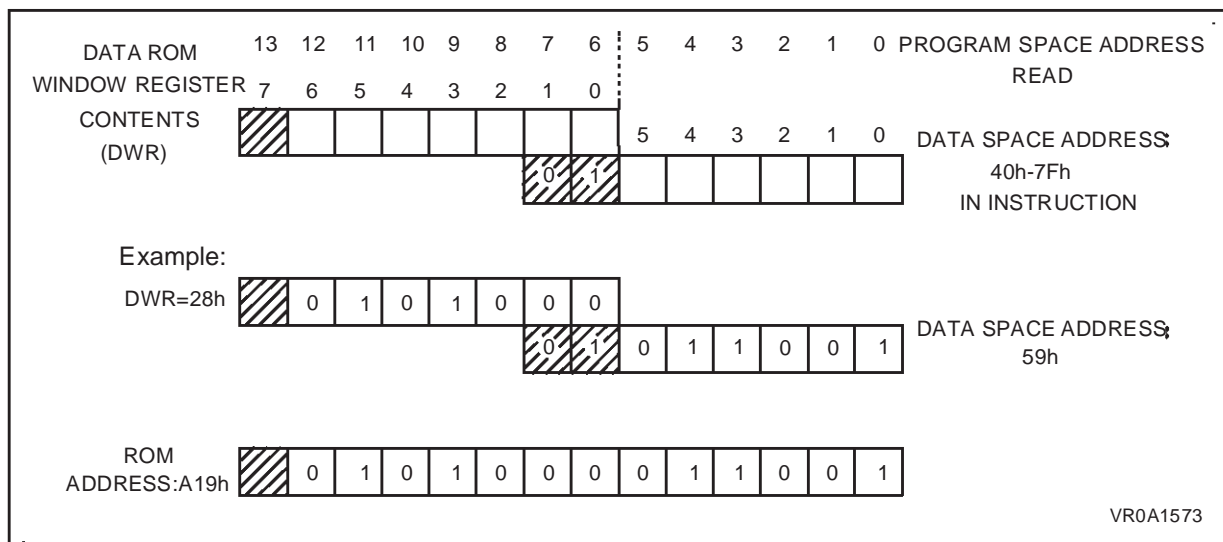 13 12 11 10 9 8 7 6 5 4 3 2 1 0 PROGRAM SPACE ADDRESS
DATA ROM
READ
WINDOW REGISTER 7 6 5 4 3 2 1 0
CONTENTS
(DWR)
5 4 3 2 1 0 DATA SPACE ADDRESS:
40h-7Fh
0 1
IN INSTRUCTION
Example:
DWR=28h 0 1 0 1 0 0 0
0 1 0 1 1 0 0 1 DATA SPACE ADDRESS:
59h
ROM
ADDRESS:A19h 0 1 0 1 0 0 0 0 1 1 0 0 1
VR0A1573